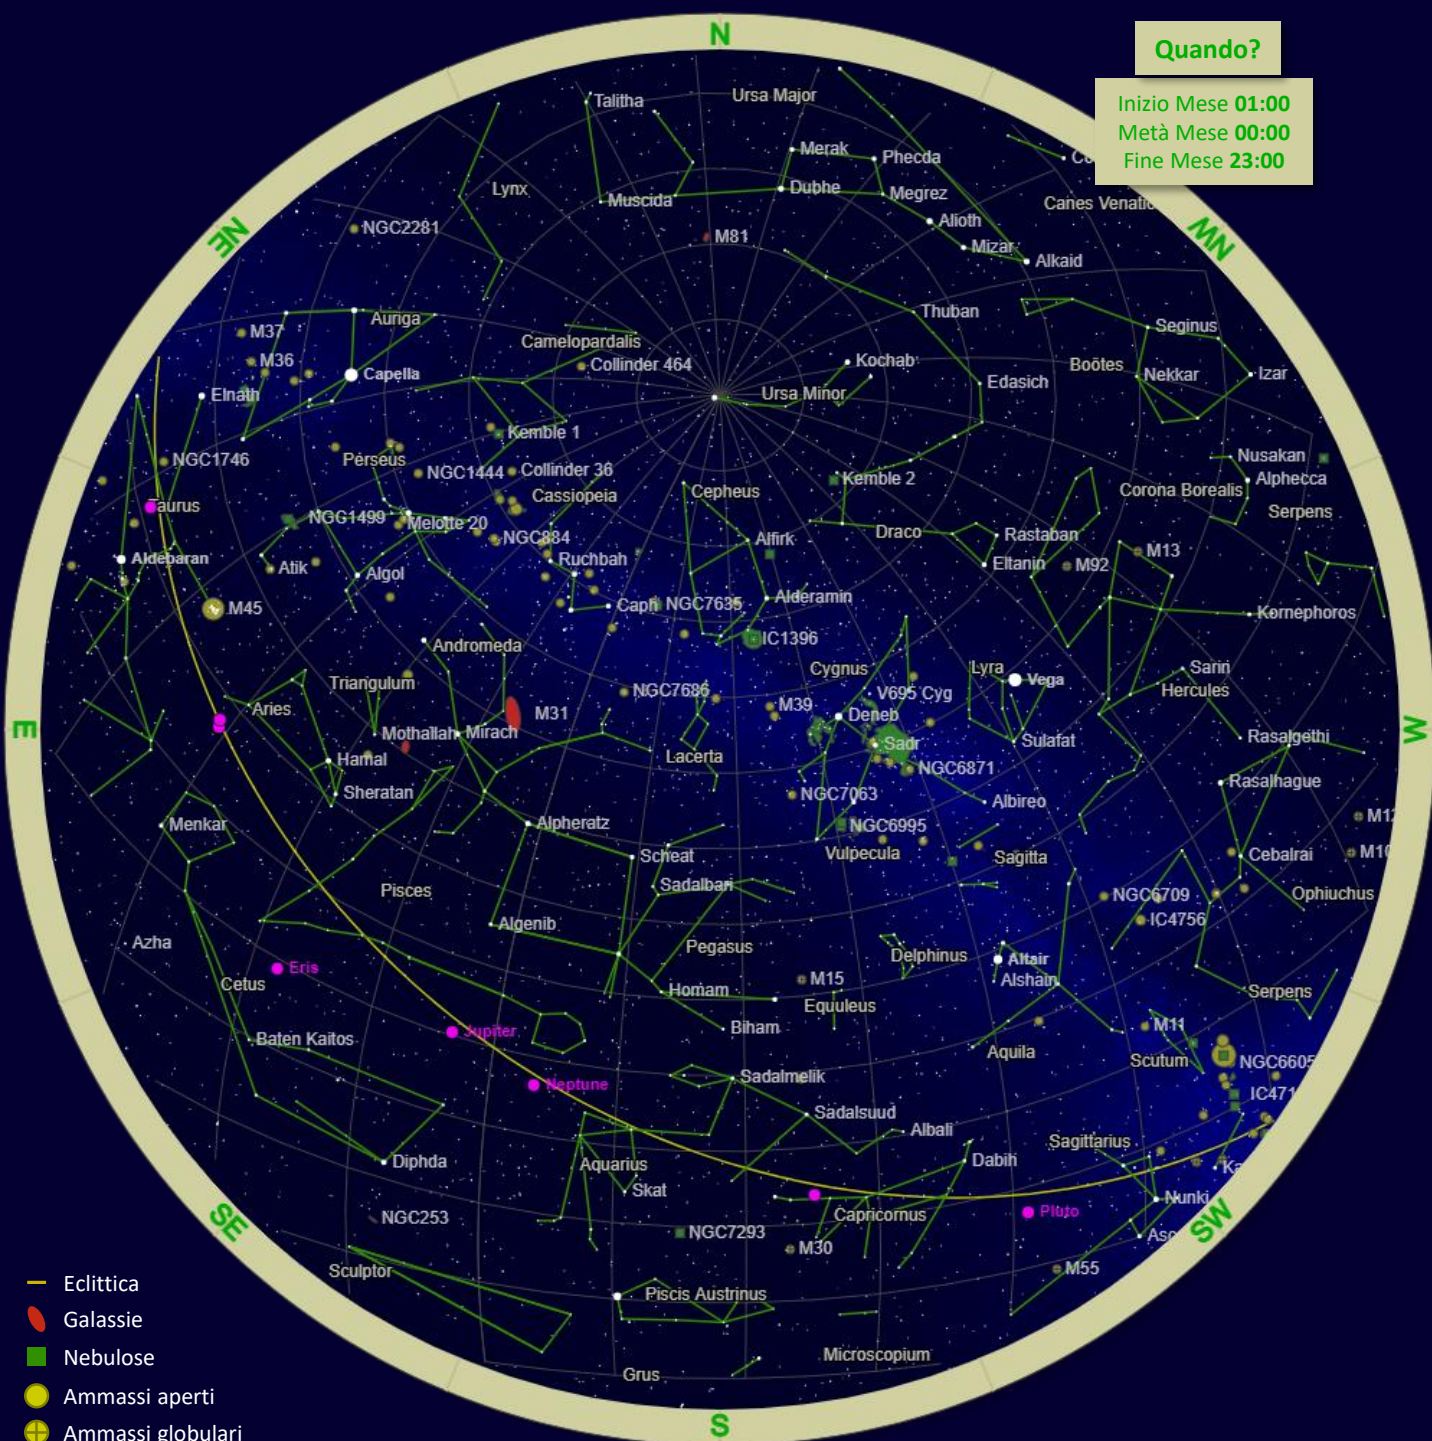 N
Quando?
Inizio Mese 01:00
Metà Mese 00:00
Fine Mese 23:00
Talitha
Ursa Major
Merak
Phecda
Lynx
Muscida
Dubhe
Megrez
Canes Venatic
NGC2281
M81
Alioth
Mizar
Alkaid
NE
NW
M37
Auriga
Thuban
Seginus
M36
Camelopardalis
Collinder 464
Kochab
Boötes
Nekkar
Izar
Capella
Elnath
Ursa Minor
Edasich
Kemble 1
NGC1746
Perseus
NGC1444
Collinder 36
Nusakan
Cassiopeia
Cepheus
Kemble 2
Corona Borealis
Alphecca
Taurus
NGC1499
Melotte 20
Serpens
NGC884
Alfirk
Draco
Rastaban
Aldebaran
Atik
Algol
Ruchbah
Eltanin
M92
M13
M45
Caph
NGC7635
Alderamin
Kornephoros
IC1396
Andromeda
Triangulum
Cygnus
Lyra
Vega
Sarin
Hercules
Aries
M31
NGC7686
M39
V695 Cyg
Deneb
E
W
Mothallah
Mirach
Sadr
Sulafat
Rasalgethi
Hamal
Lacerta
NGC6871
Sheratan
NGC7063
Albireo
Rasalhague
Menkar
Alpheratz
NGC6995
M12
Scheat
Vulpecula
Sagitta
Cebalrai
M10
Pisces
Sadalbari
NGC6709
Ophiuchus
Algenib
IC4756
Azha
Pegasus
Delphinus
Altair
Eris
Cetus
Homam
M15
Alshain
Equuleus
Serpens
Baten Kaitos
Jupiter
Biham
M11
Aquila
Scutum
NGC6605
Neptune
Sadalmelik
IC471
Sadalsuud
Albali
Sagittarius
Diphda
Aquarius
Dabih
Ka
Skat
Nunki
NGC253
Capricornus
Pluto
SE
SW
NGC7293
M30
Asc
Sculptor
M55
Piscis Austrinus
Eclittica
Galassie
Nebulose
Ammassi aperti
Ammassi globulari
Microscopium
Grus
S